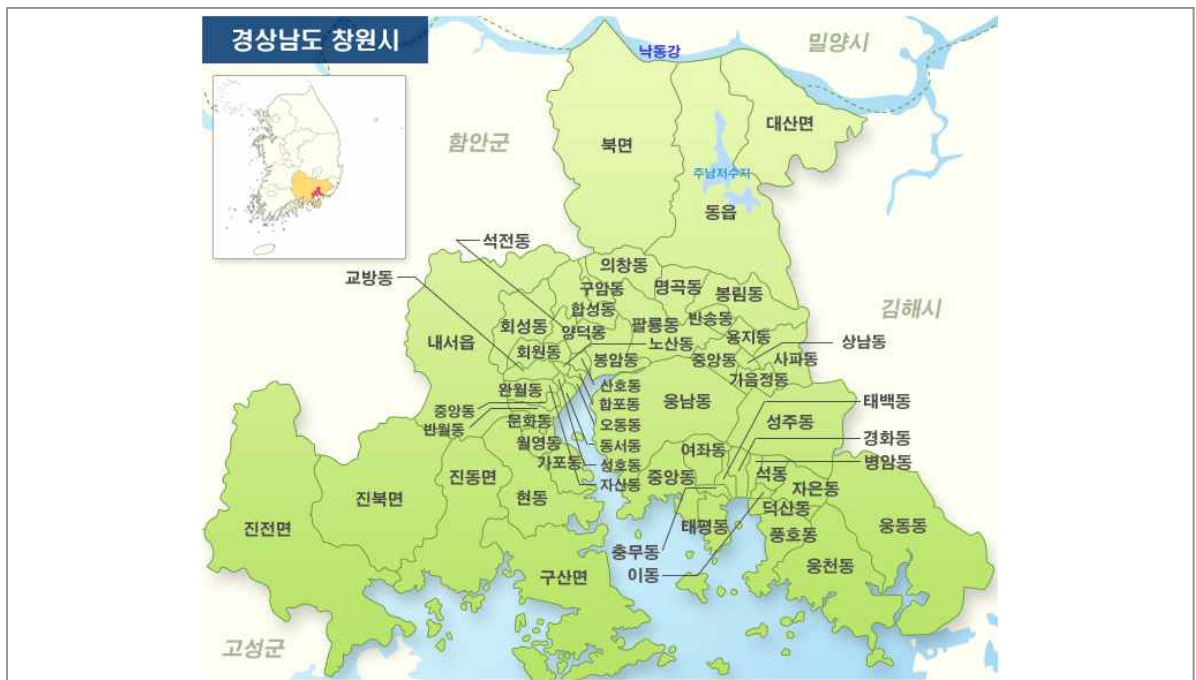 경상남도 창원시
낙동강
밀양시
함안군
북면
대산면
주남저수지
동읍
석전동
교방동
의창동
구암동
명곡동
봉림동
합성동
김해시
회성동
양덕동
팔룡동
반송동
내서읍
노산동
용지동
상남동
회원동
봉암동
중앙동
사파동
가음정동
완월동
산호동
합포동
웅남동
태백동
중앙동
반월동
문화동
오동동
성주동
월영동
동서동
여좌동
경화동
가포동
성호동
병암동
진동면
중앙동
석동
자산동
자은동
진북면
현동
덕산동
진전면
태평동
풍호동
웅동동
충무동
이동
구산면
웅천동
고성군